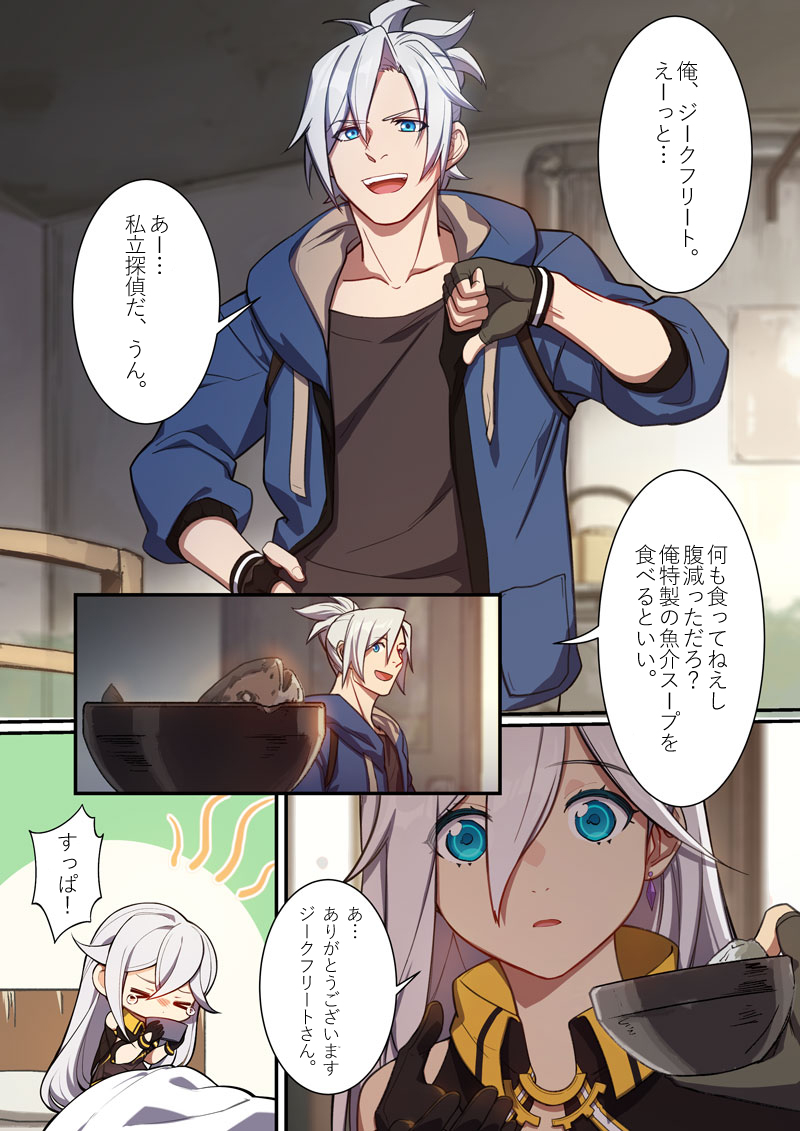 俺、ジークフリート。
えーっと…
あー…
私立探偵だ、うん。
何も食ってねえし
腹減っただろ?
俺特製の魚介スープを
食べるといい。
あ…
ありがとうございます
ジークフリートさん。
すっぱ!